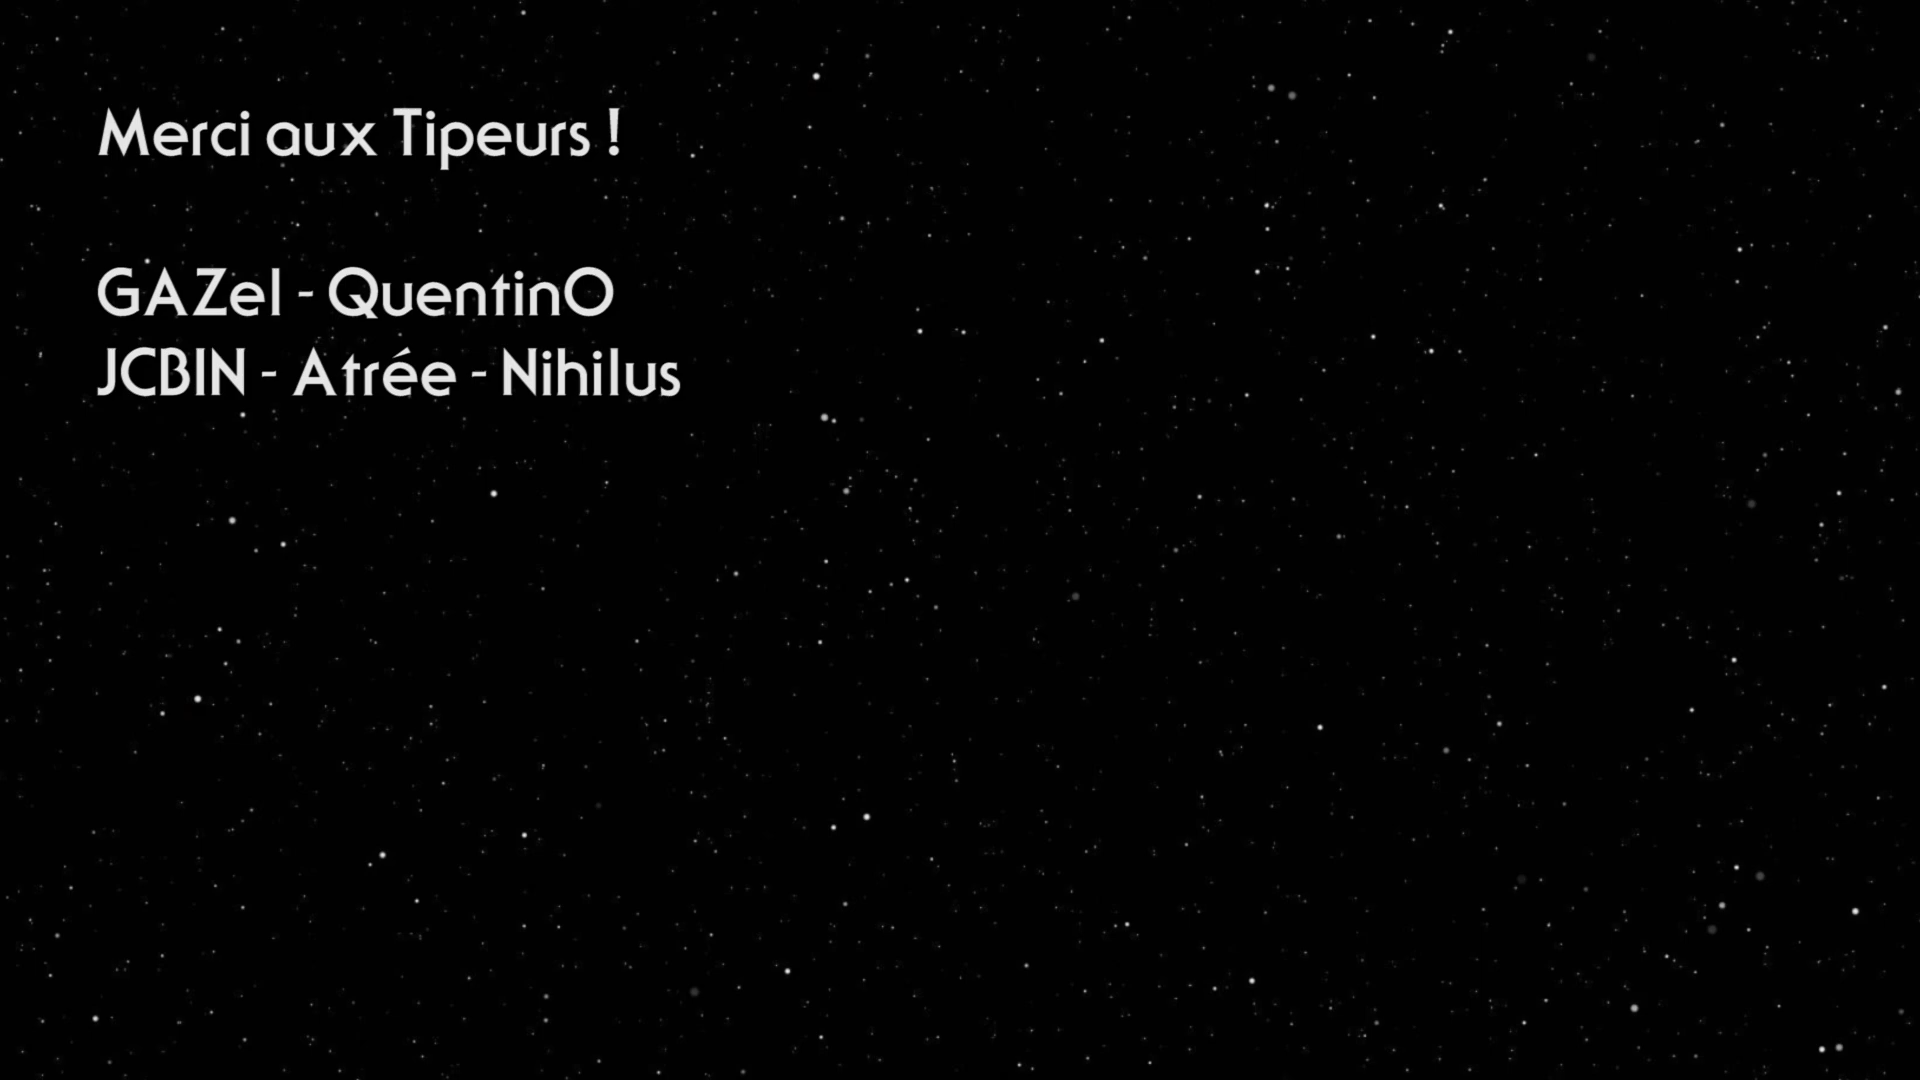 Merci aux Tipeurs !
GAZel - QuentinO
JCBIN - Atrée - Nihilus